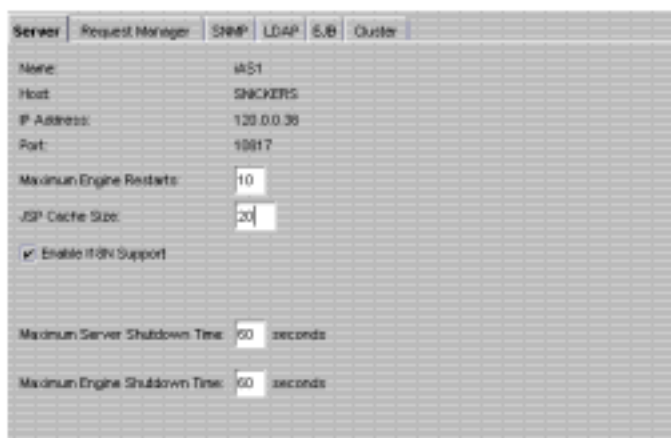 Server Request Manager SNMP LDAP EJB Cluster
Name: iAS1
Host: SNICKERS
IP Address: 120.0.0.36
Port: 10817
Maximum Engine Restarts: 10
JSP Cache Size: 20
Enable I18N Support
Maximum Server Shutdown Time: 60 seconds
Maximum Engine Shutdown Time: 60 seconds